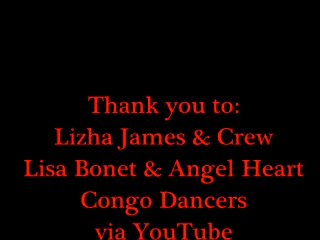 Thank you to:
Lizha James & Crew
Lisa Bonet & Angel Heart
Congo Dancers
via YouTube